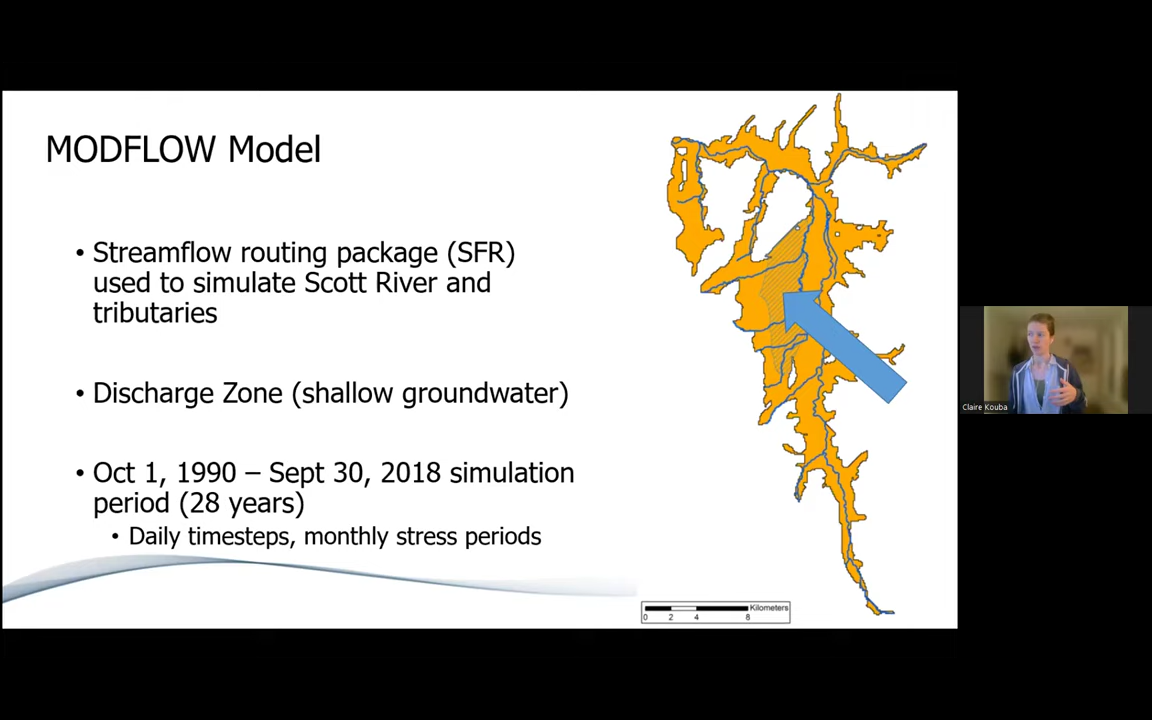 MODFLOW Model
• Streamflow routing package (SFR)
used to simulate Scott River and
tributaries
• Discharge Zone (shallow groundwater)
• Oct 1, 1990 – Sept 30, 2018 simulation
period (28 years)
• Daily timesteps, monthly stress periods
Kilometers
0 2 4 8
Claire Kouba